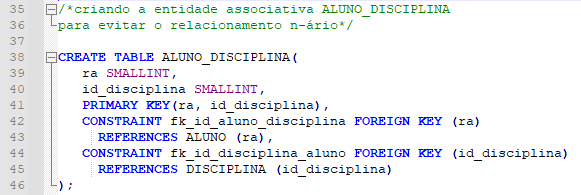 35 /*criando a entidade associativa ALUNO_DISCIPLINA
36 para evitar o relacionamento n-ário*/
37
38 CREATE TABLE ALUNO_DISCIPLINA(
39 ra SMALLINT,
40 id_disciplina SMALLINT,
41 PRIMARY KEY(ra, id_disciplina),
42 CONSTRAINT fk_id_aluno_disciplina FOREIGN KEY (ra)
43 REFERENCES ALUNO (ra),
44 CONSTRAINT fk_id_disciplina_aluno FOREIGN KEY (id_disciplina)
45 REFERENCES DISCIPLINA (id_disciplina)
46 );